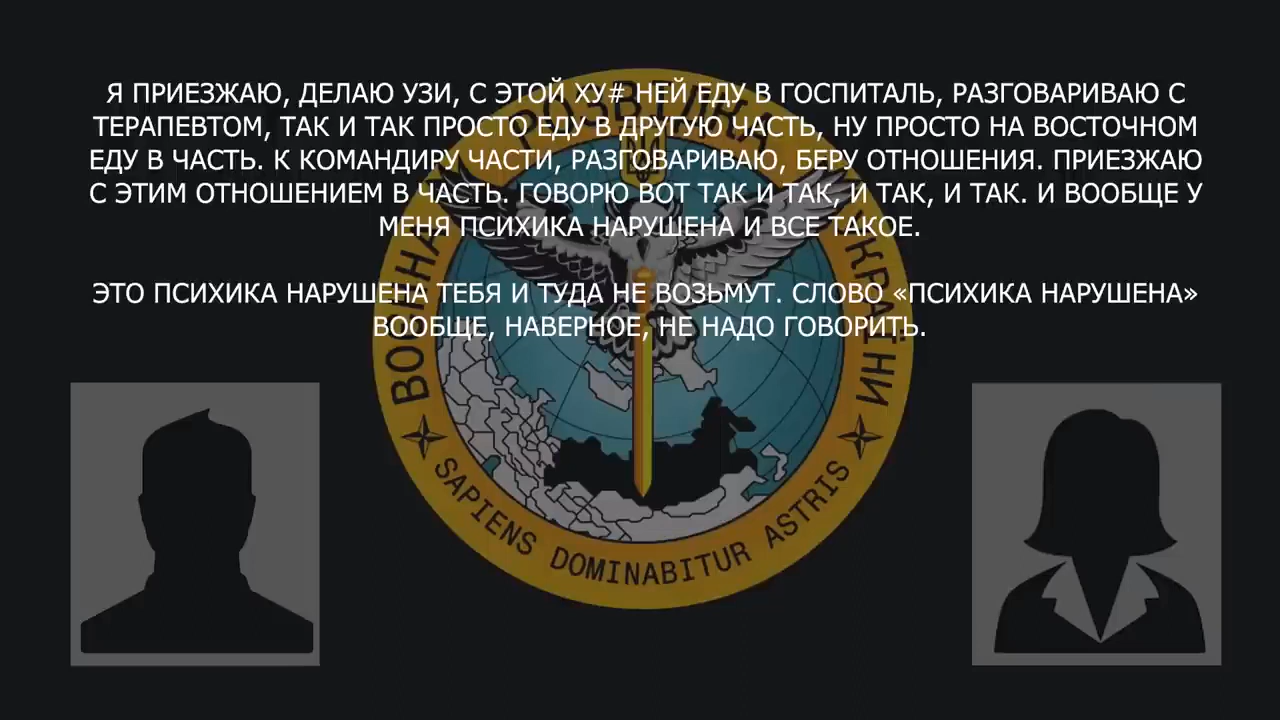 Я ПРИЕЗЖАЮ, ДЕЛАЮ УЗИ, С ЭТОЙ ХУ# НЕЙ ЕДУ В ГОСПИТАЛЬ, РАЗГОВАРИВАЮ С
ТЕРАПЕВТОМ, ТАК И ТАК ПРОСТО ЕДУ В ДРУГУЮ ЧАСТЬ, НУ ПРОСТО НА ВОСТОЧНОМ
ЕДУ В ЧАСТЬ. К КОМАНДИРУ ЧАСТИ, РАЗГОВАРИВАЮ, БЕРУ ОТНОШЕНИЯ. ПРИЕЗЖАЮ
С ЭТИМ ОТНОШЕНИЕМ В ЧАСТЬ. ГОВОРЮ ВОТ ТАК И ТАК, И ТАК, И ТАК. И ВООБЩЕ У
МЕНЯ ПСИХИКА НАРУШЕНА И ВСЕ ТАКОЕ.
ЭТО ПСИХИКА НАРУШЕНА ТЕБЯ И ТУДА НЕ ВОЗЬМУТ. СЛОВО «ПСИХИКА НАРУШЕНА»
ВООБЩЕ, НАВЕРНОЕ, НЕ НАДО ГОВОРИТЬ.
ВОЄННА РОЗВІДКА УКРАЇНИ
SAPIENS DOMINABITUR ASTRIS